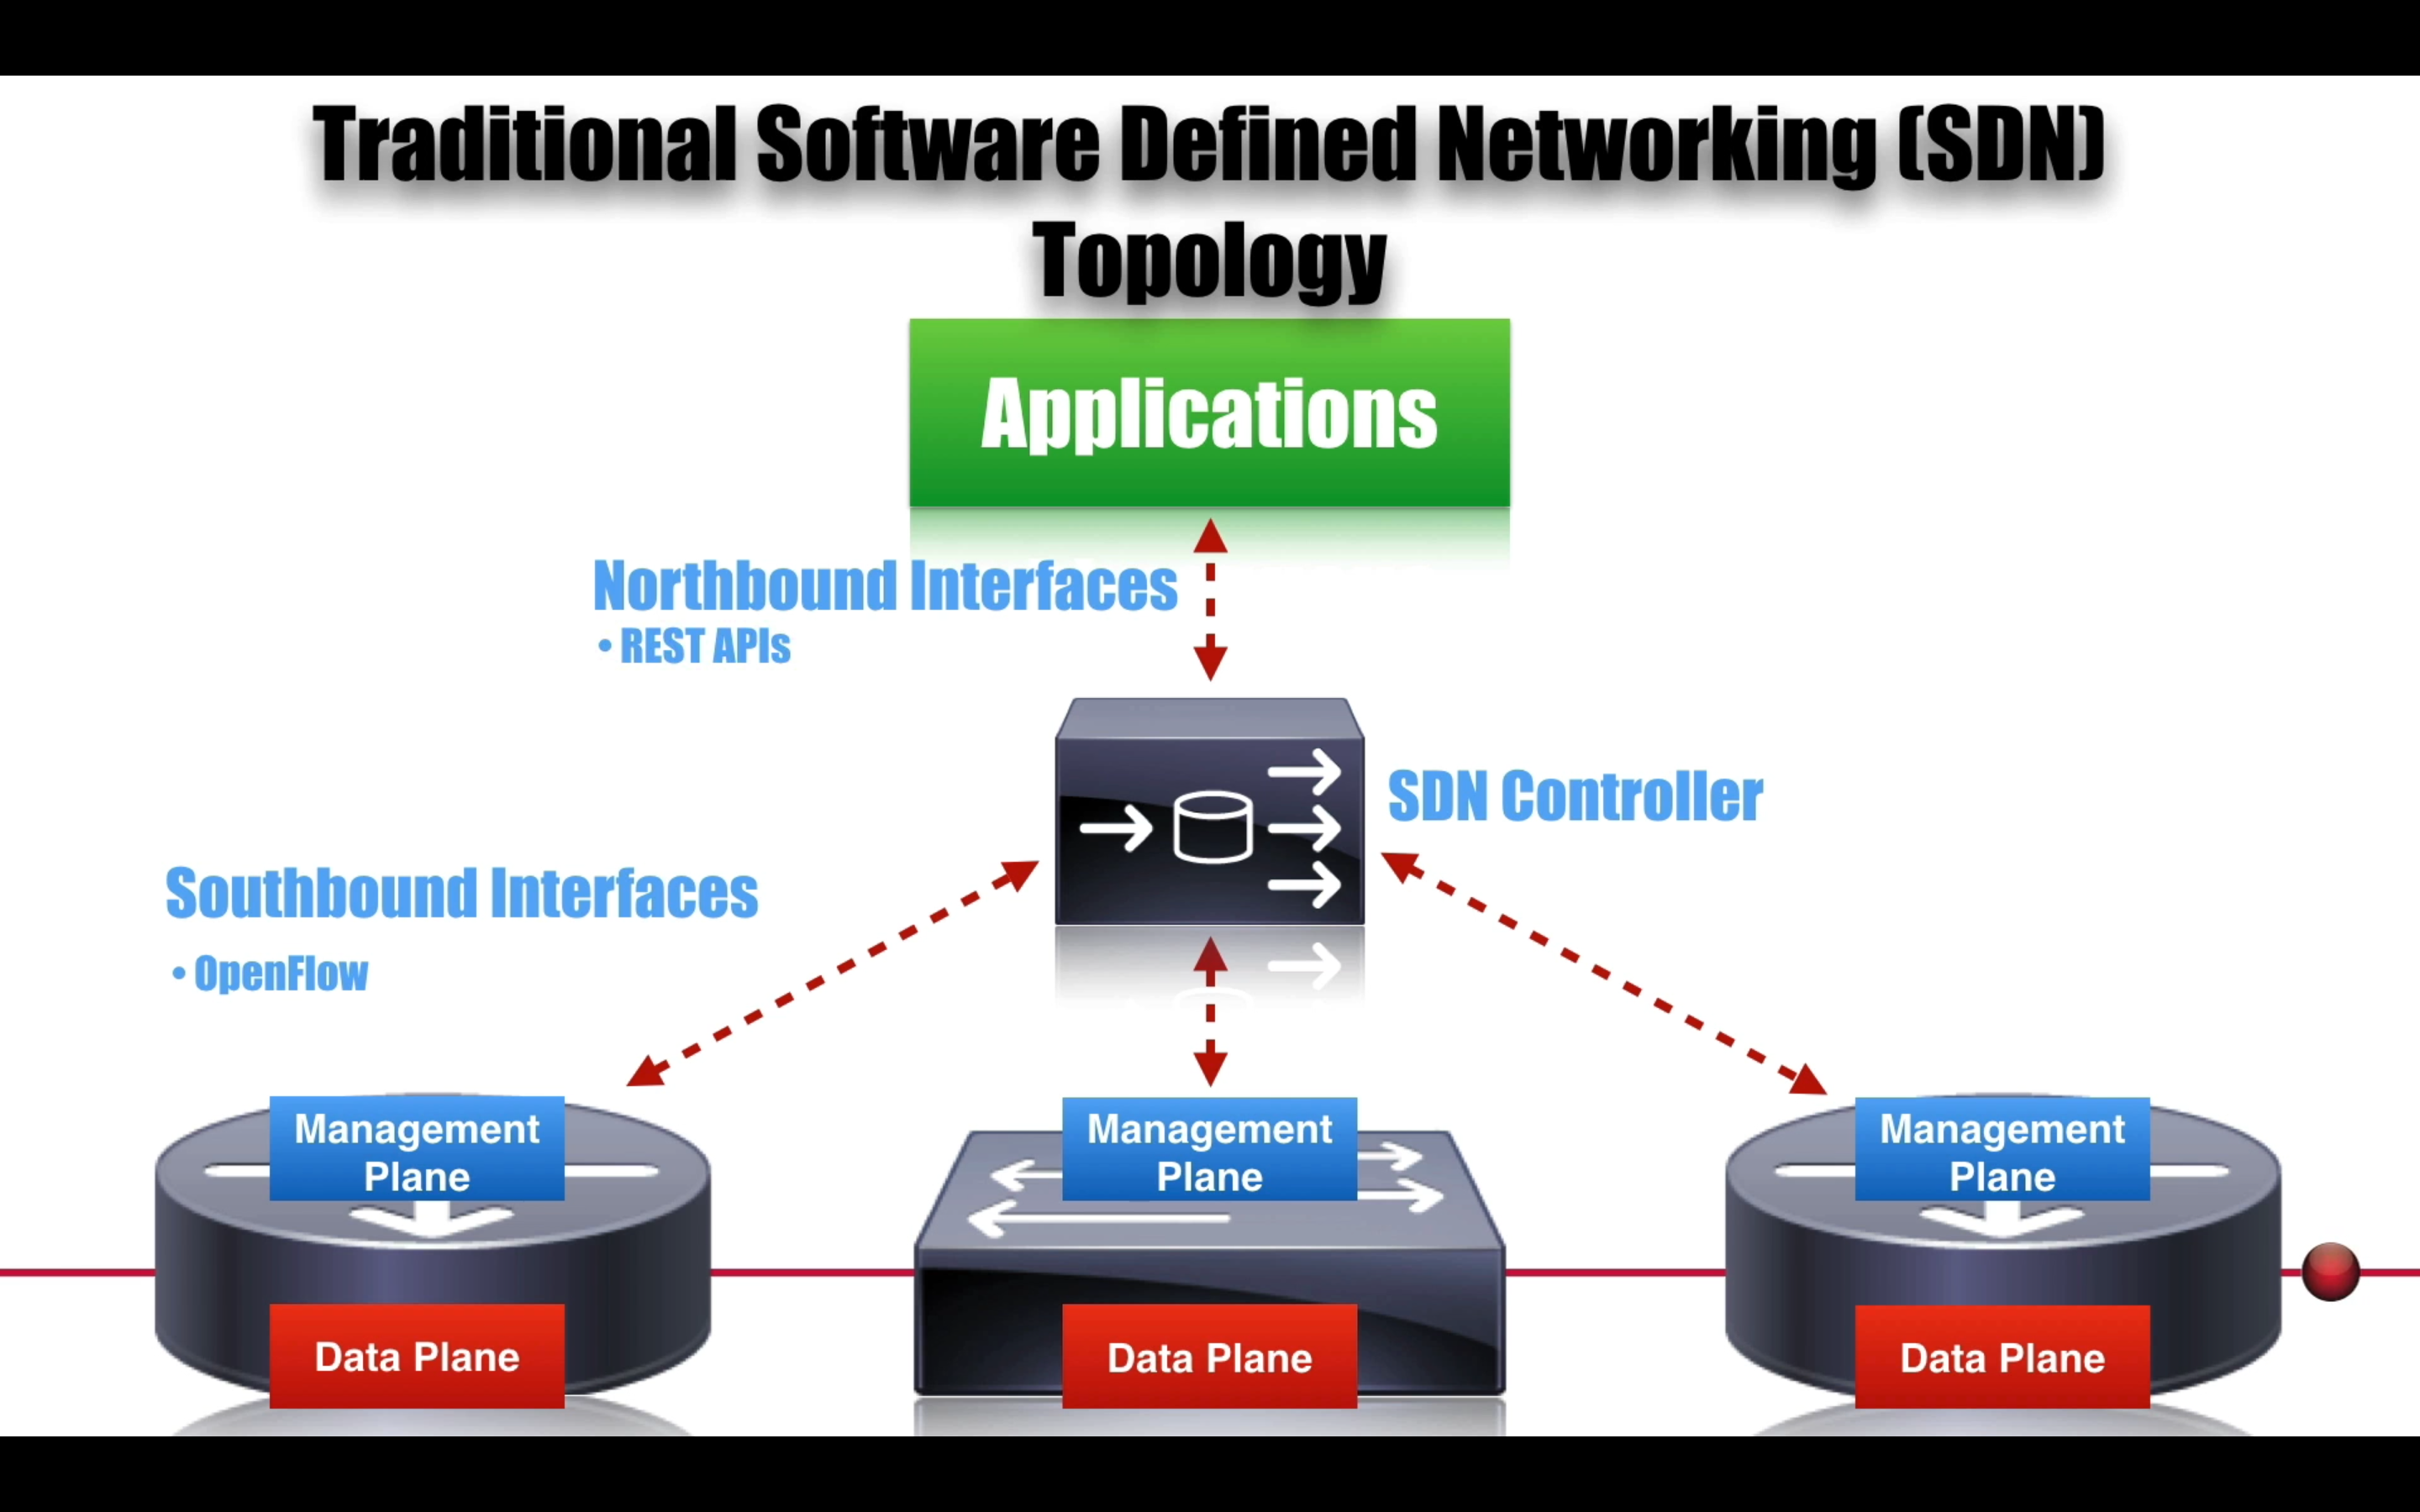 Traditional Software Defined Networking (SDN)
Topology
Applications
Northbound Interfaces
• REST APIs
SDN Controller
Southbound Interfaces
• OpenFlow
Management
Plane
Management
Plane
Management
Plane
Data Plane
Data Plane
Data Plane